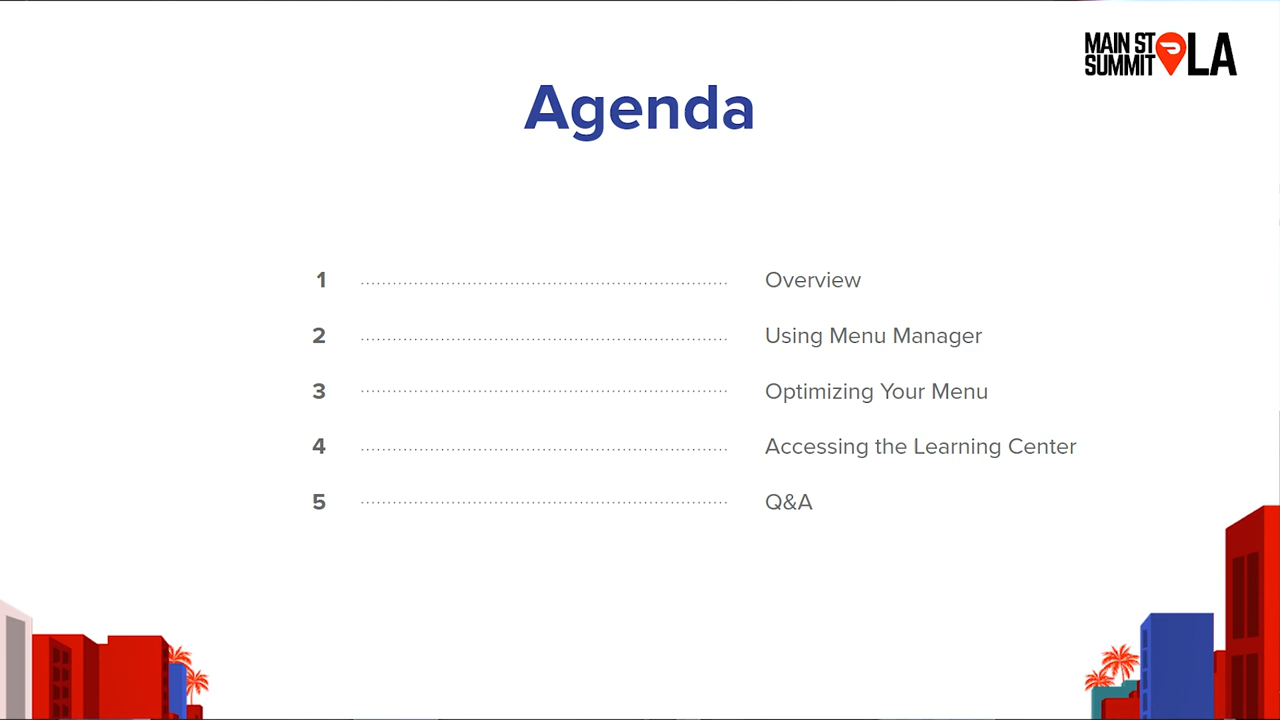 MAIN ST
SUMMIT
LA
Agenda
1 Overview
2 Using Menu Manager
3 Optimizing Your Menu
4 Accessing the Learning Center
5 Q&A